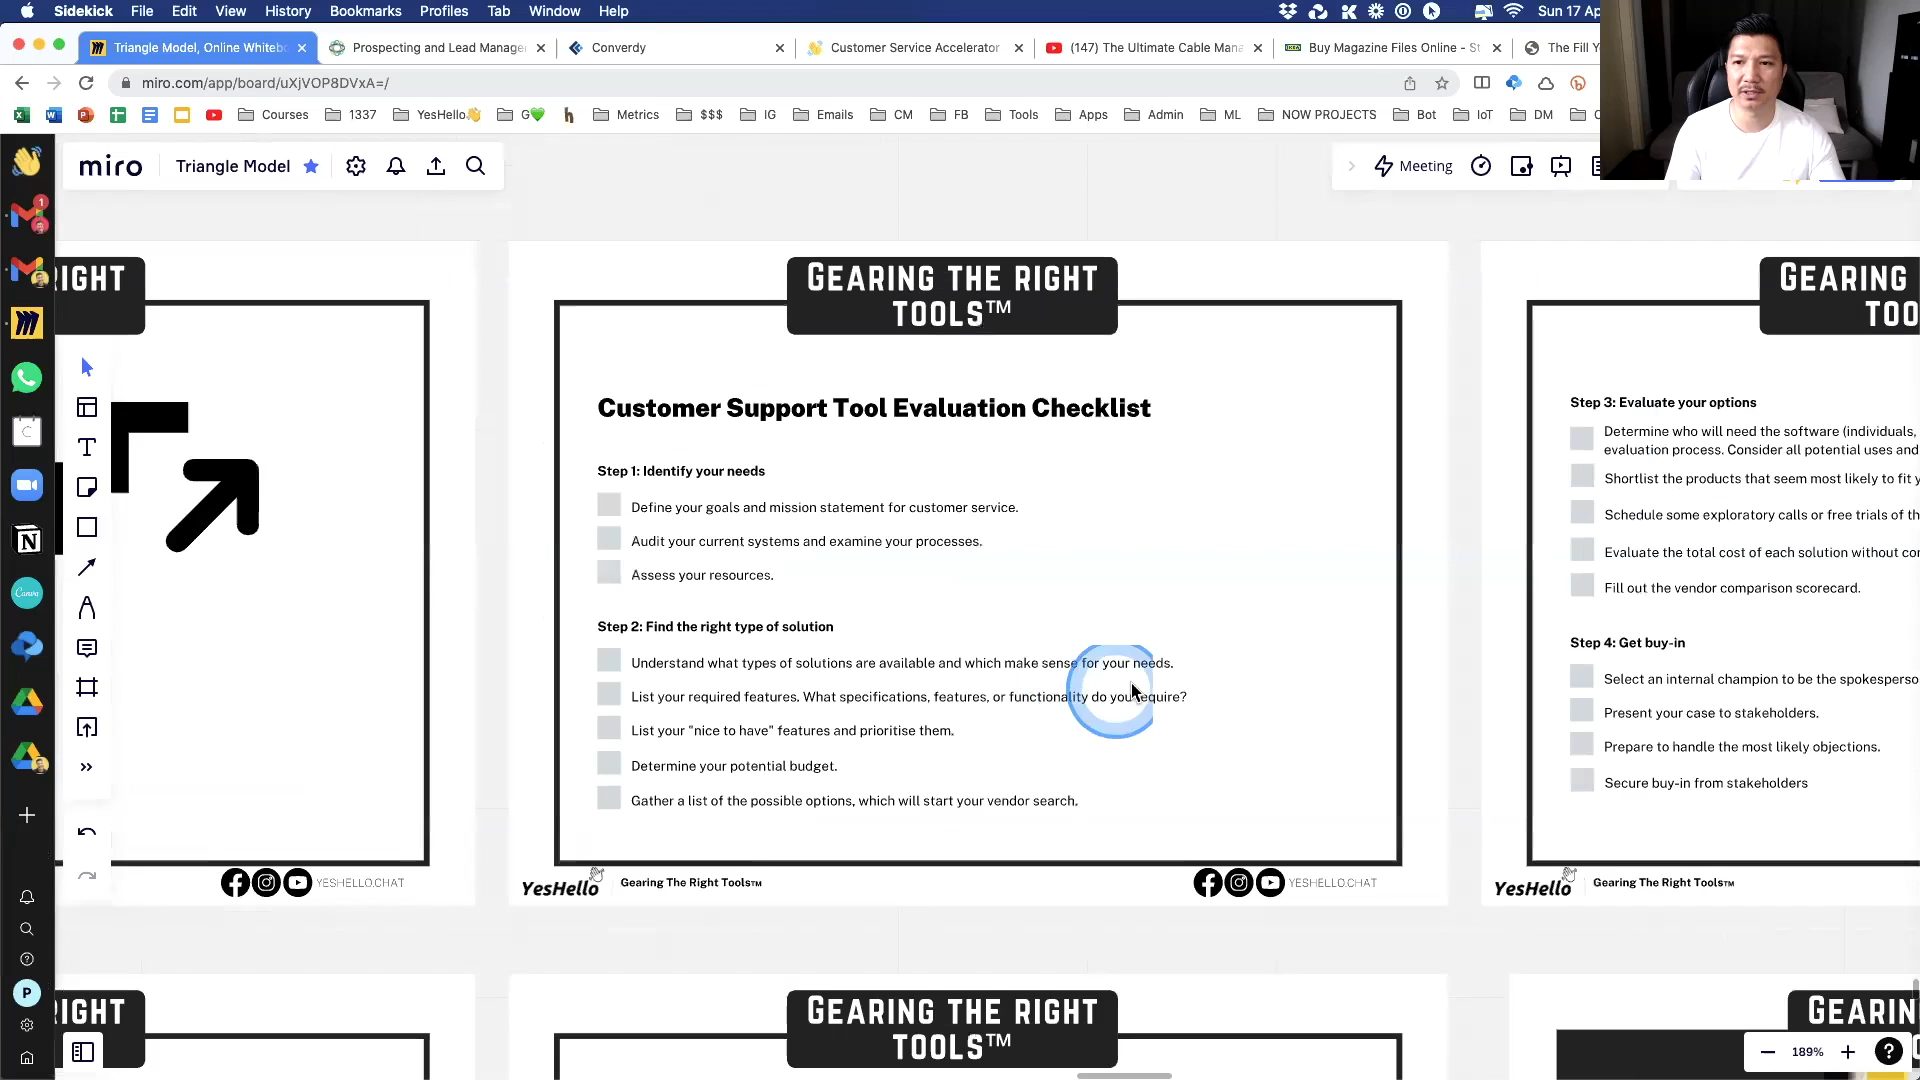 Sidekick File Edit View History Bookmarks Profiles Tab Window Help
Sun 17 Ap
Triangle Model, Online Whitebo
Prospecting and Lead Manage
Converdy
Customer Service Accelerator
(147) The Ultimate Cable Man
Buy Magazine Files Online - St
The Fill Y
miro.com/app/board/uXjVOP8DVxA=/
Courses 1337 YesHello G Metrics $$$ IG Emails CM FB Tools Apps Admin ML NOW PROJECTS Bot IoT DM
miro Triangle Model
Meeting
IGHT
GEARING THE RIGHT
TOOLS™
Customer Support Tool Evaluation Checklist
Step 1: Identify your needs
Define your goals and mission statement for customer service.
Audit your current systems and examine your processes.
Assess your resources.
Step 2: Find the right type of solution
Understand what types of solutions are available and which make sense for your needs.
List your required features. What specifications, features, or functionality do you require?
List your "nice to have" features and prioritise them.
Determine your potential budget.
Gather a list of the possible options, which will start your vendor search.
YESHELLO.CHAT
YesHello Gearing The Right Tools™
YESHELLO.CHAT
GEARING
TOO
Step 3: Evaluate your options
Determine who will need the software (individuals,
evaluation process. Consider all potential uses and
Shortlist the products that seem most likely to fit y
Schedule some exploratory calls or free trials of th
Evaluate the total cost of each solution without co
Fill out the vendor comparison scorecard.
Step 4: Get buy-in
Select an internal champion to be the spokesperso
Present your case to stakeholders.
Prepare to handle the most likely objections.
Secure buy-in from stakeholders
YesHello Gearing The Right Tools™
IGHT
GEARING THE RIGHT
TOOLS™
GEARIN
189%
1
C
N
Canva
P